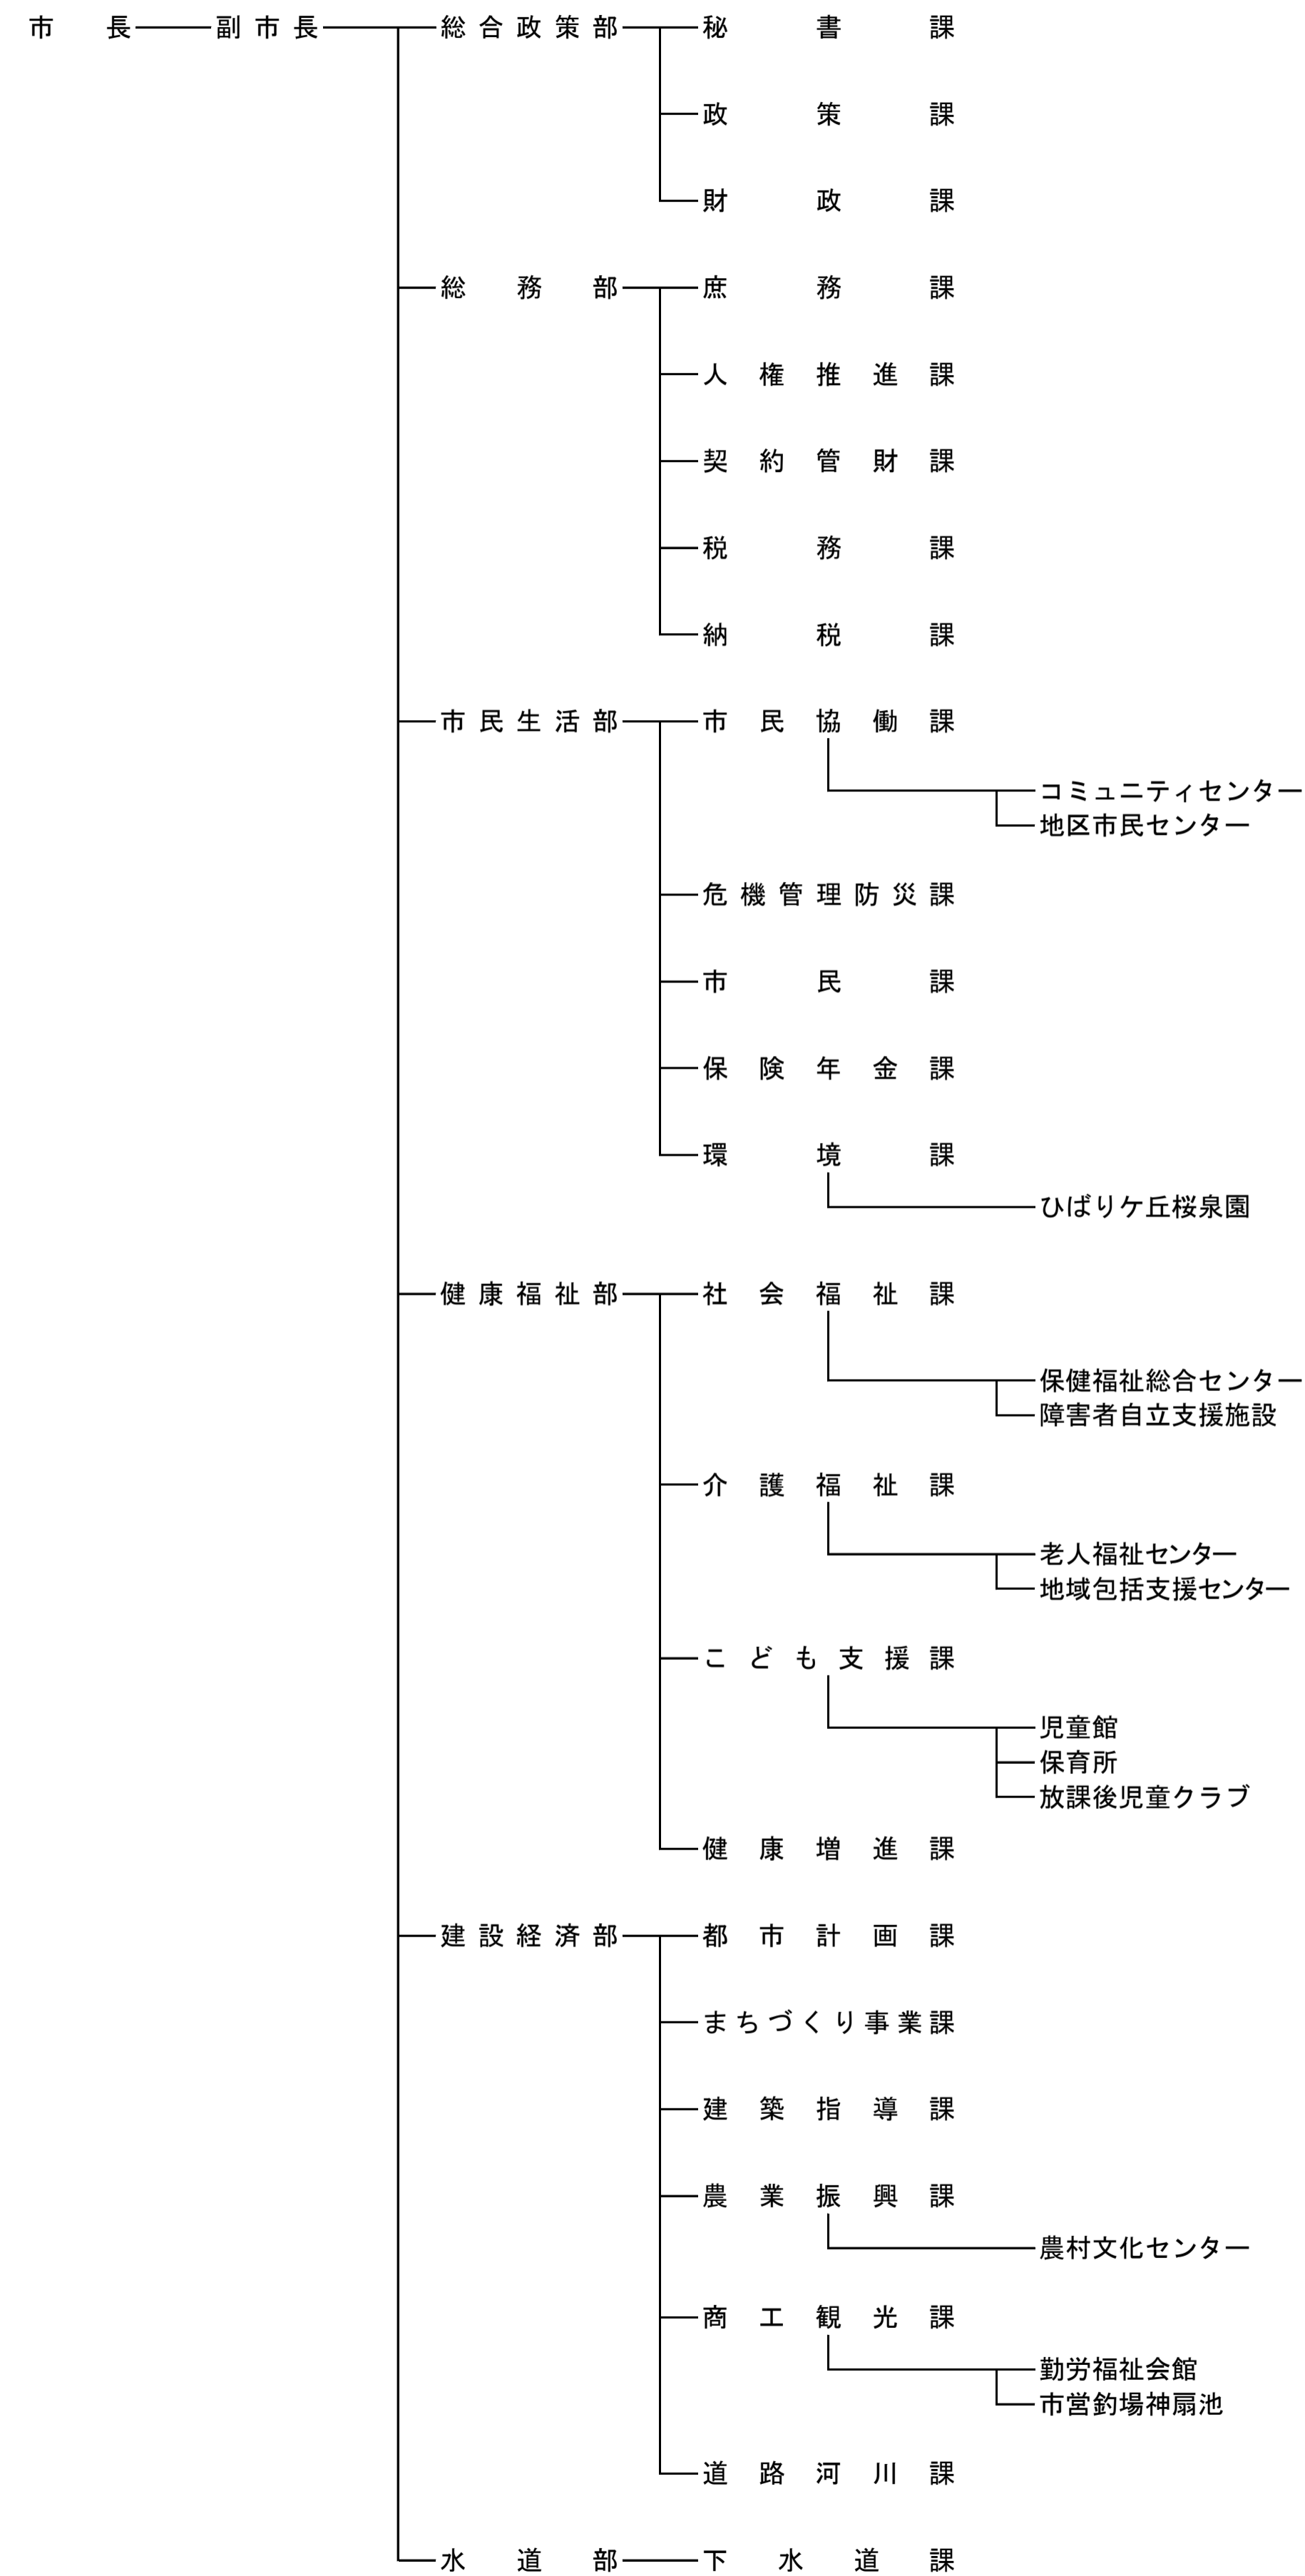 市長 副市長 総合政策部 秘書課
政策課
財政課
総務部 庶務課
人権推進課
契約管財課
税務課
納税課
市民生活部 市民協働課
コミュニティセンター
地区市民センター
危機管理防災課
市民課
保険年金課
環境課
ひばりケ丘桜泉園
健康福祉部 社会福祉課
保健福祉総合センター
障害者自立支援施設
介護福祉課
老人福祉センター
地域包括支援センター
こども支援課
児童館
保育所
放課後児童クラブ
健康増進課
建設経済部 都市計画課
まちづくり事業課
建築指導課
農業振興課
農村文化センター
商工観光課
勤労福祉会館
市営釣場神扇池
道路河川課
水道部 下水道課